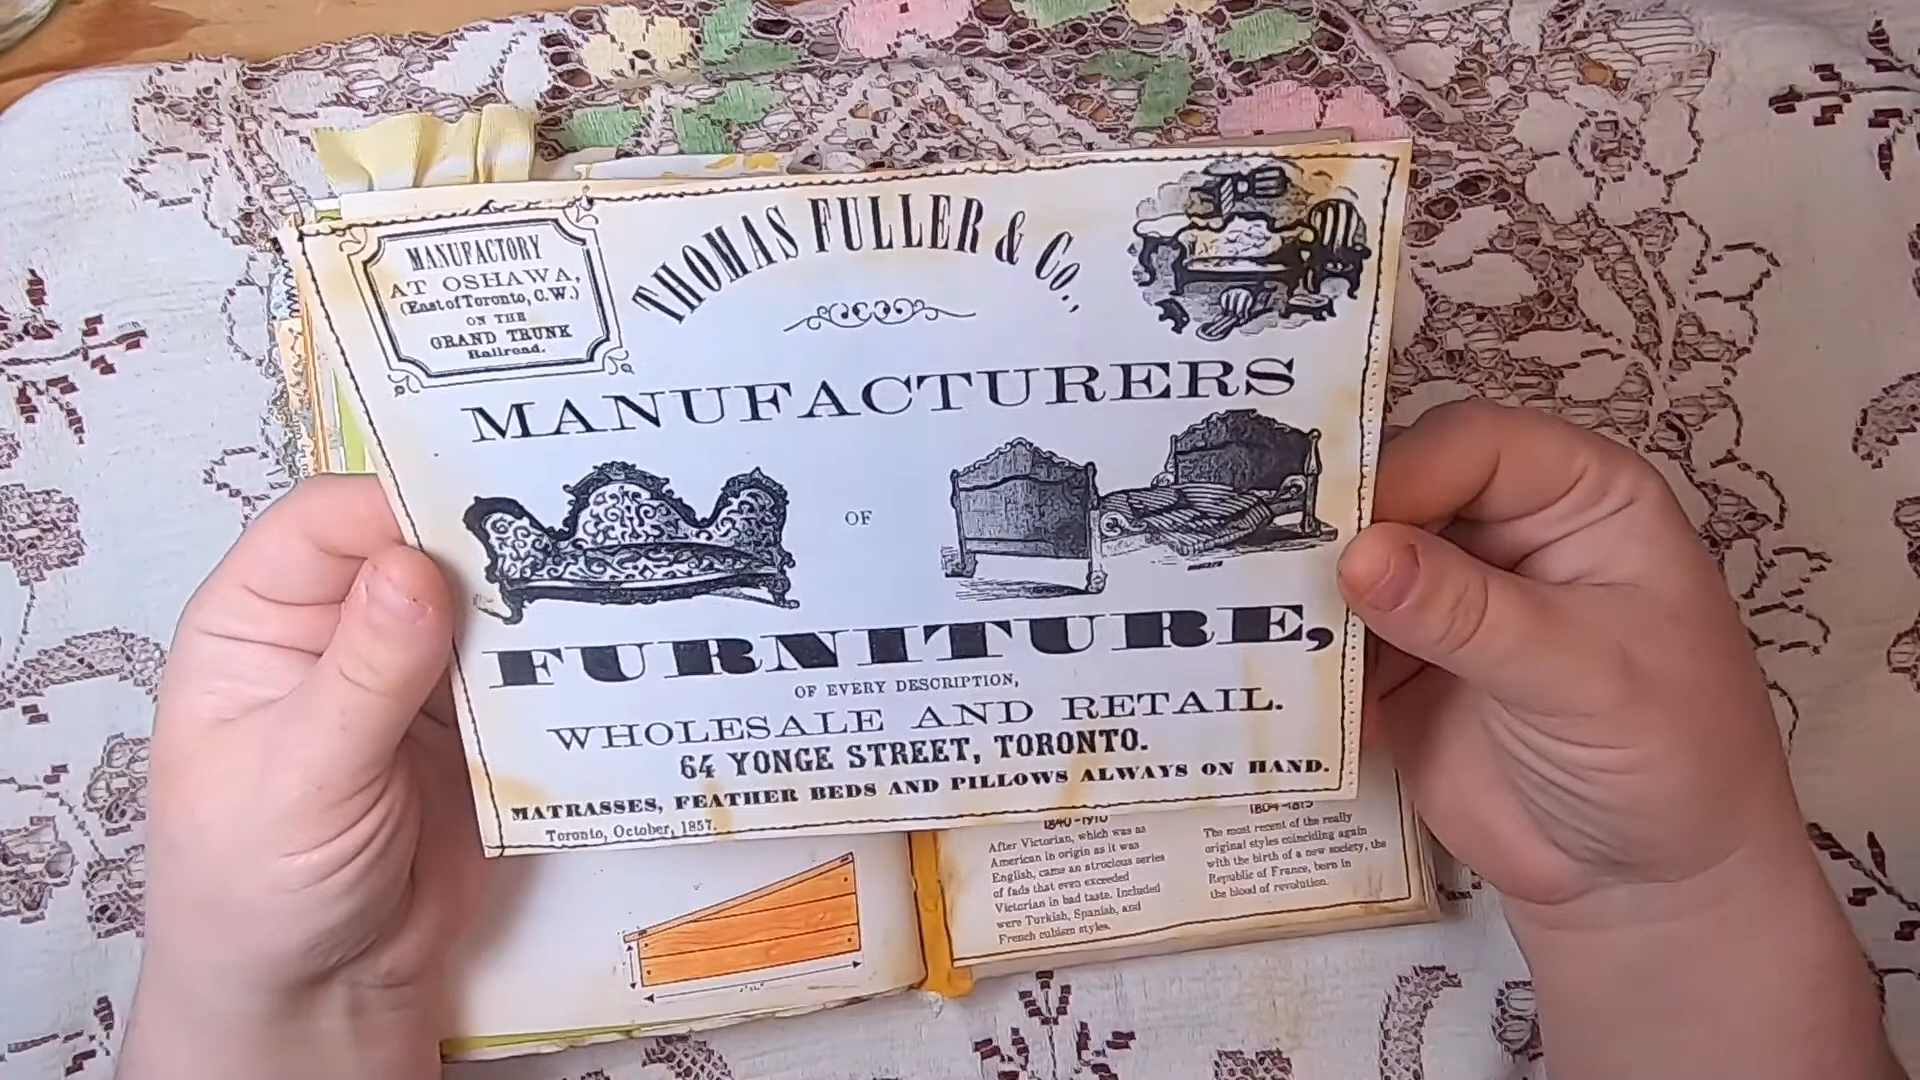 MANUFACTORY
AT OSHAWA,
(East of Toronto, C.W.)
ON THE
GRAND TRUNK
Railroad.
THOMAS FULLER & Co.,
MANUFACTURERS
OF
FURNITURE,
OF EVERY DESCRIPTION,
WHOLESALE AND RETAIL.
64 YONGE STREET, TORONTO.
MATRASSES, FEATHER BEDS AND PILLOWS ALWAYS ON HAND.
Toronto, October, 1857.
1840-1910
After Victorian, which was as
American in origin as it was
English, came an atrocious series
of fads that even exceeded
Victorian in bad taste. Included
were Turkish, Spanish, and
French cubism styles.
1804-1815
The most recent of the really
original styles coinciding again
with the birth of a new society, the
Republic of France, born in
the blood of revolution.